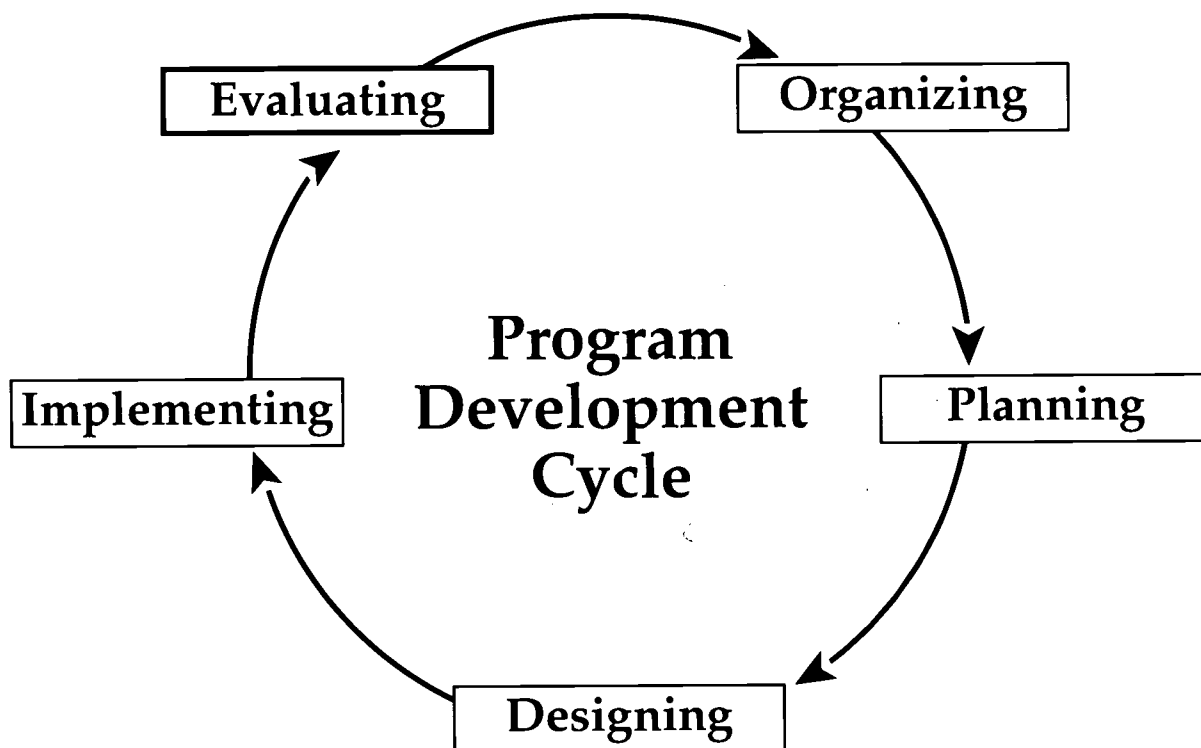 Evaluating
Organizing
Program
Development
Cycle
Implementing
Planning
Designing